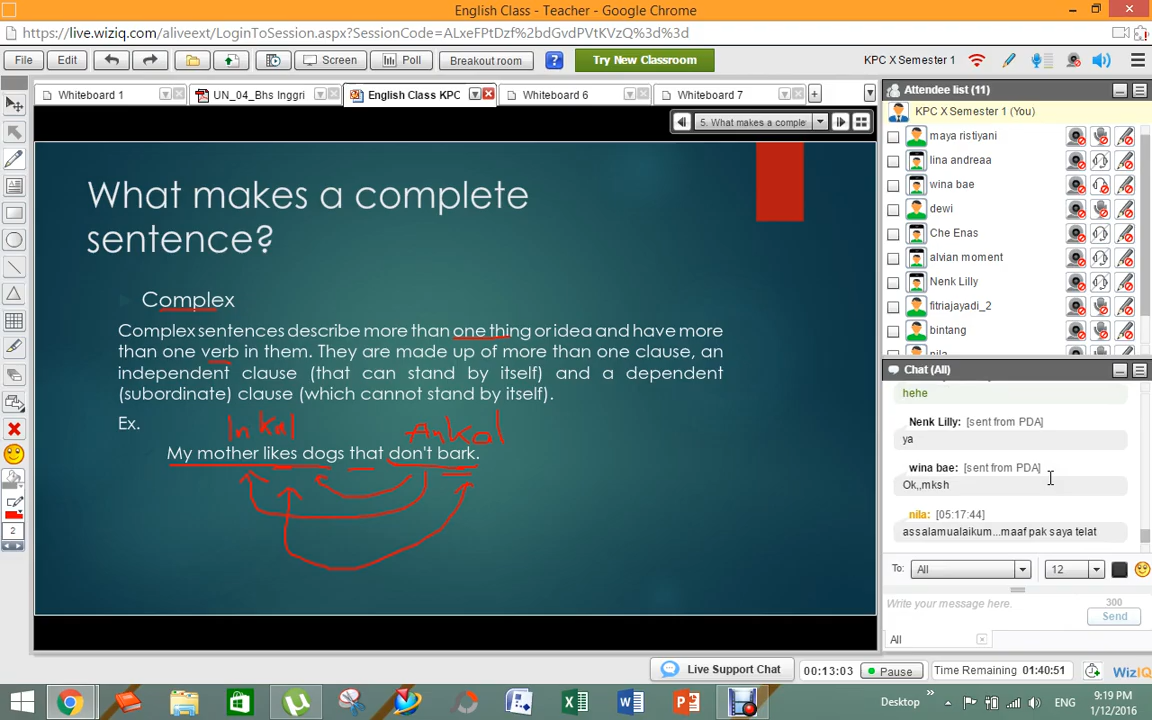 English Class - Teacher - Google Chrome
https://live.wiziq.com/aliveext/LoginToSession.aspx?SessionCode=ALxeFPtDzf%2bdGvdPVtKVzQ%3d%3d
File Edit Screen Poll Breakout room ? Try New Classroom KPC X Semester 1
Whiteboard 1 UN_04_Bhs Inggri English Class KPC Whiteboard 6 Whiteboard 7 +
5. What makes a comple
What makes a complete
sentence?
Complex
Complex sentences describe more than one thing or idea and have more
than one verb in them. They are made up of more than one clause, an
independent clause (that can stand by itself) and a dependent
(subordinate) clause (which cannot stand by itself).
Ex.
My mother likes dogs that don't bark.
2
Attendee list (11)
KPC X Semester 1 (You)
maya ristiyani
lina andreaa
wina bae
dewi
Che Enas
alvian moment
Nenk Lilly
fitriajayadi_2
bintang
nila
Chat (All)
hehe
Nenk Lilly: [sent from PDA]
ya
wina bae: [sent from PDA]
Ok,,mksh
nila: [05:17:44]
assalamualaikum...maaf pak saya telat
To: All 12
Write your message here. 300
Send
All
Live Support Chat 00:13:03 Pause Time Remaining 01:40:51 WizIQ
Desktop ENG 9:19 PM
1/12/2016